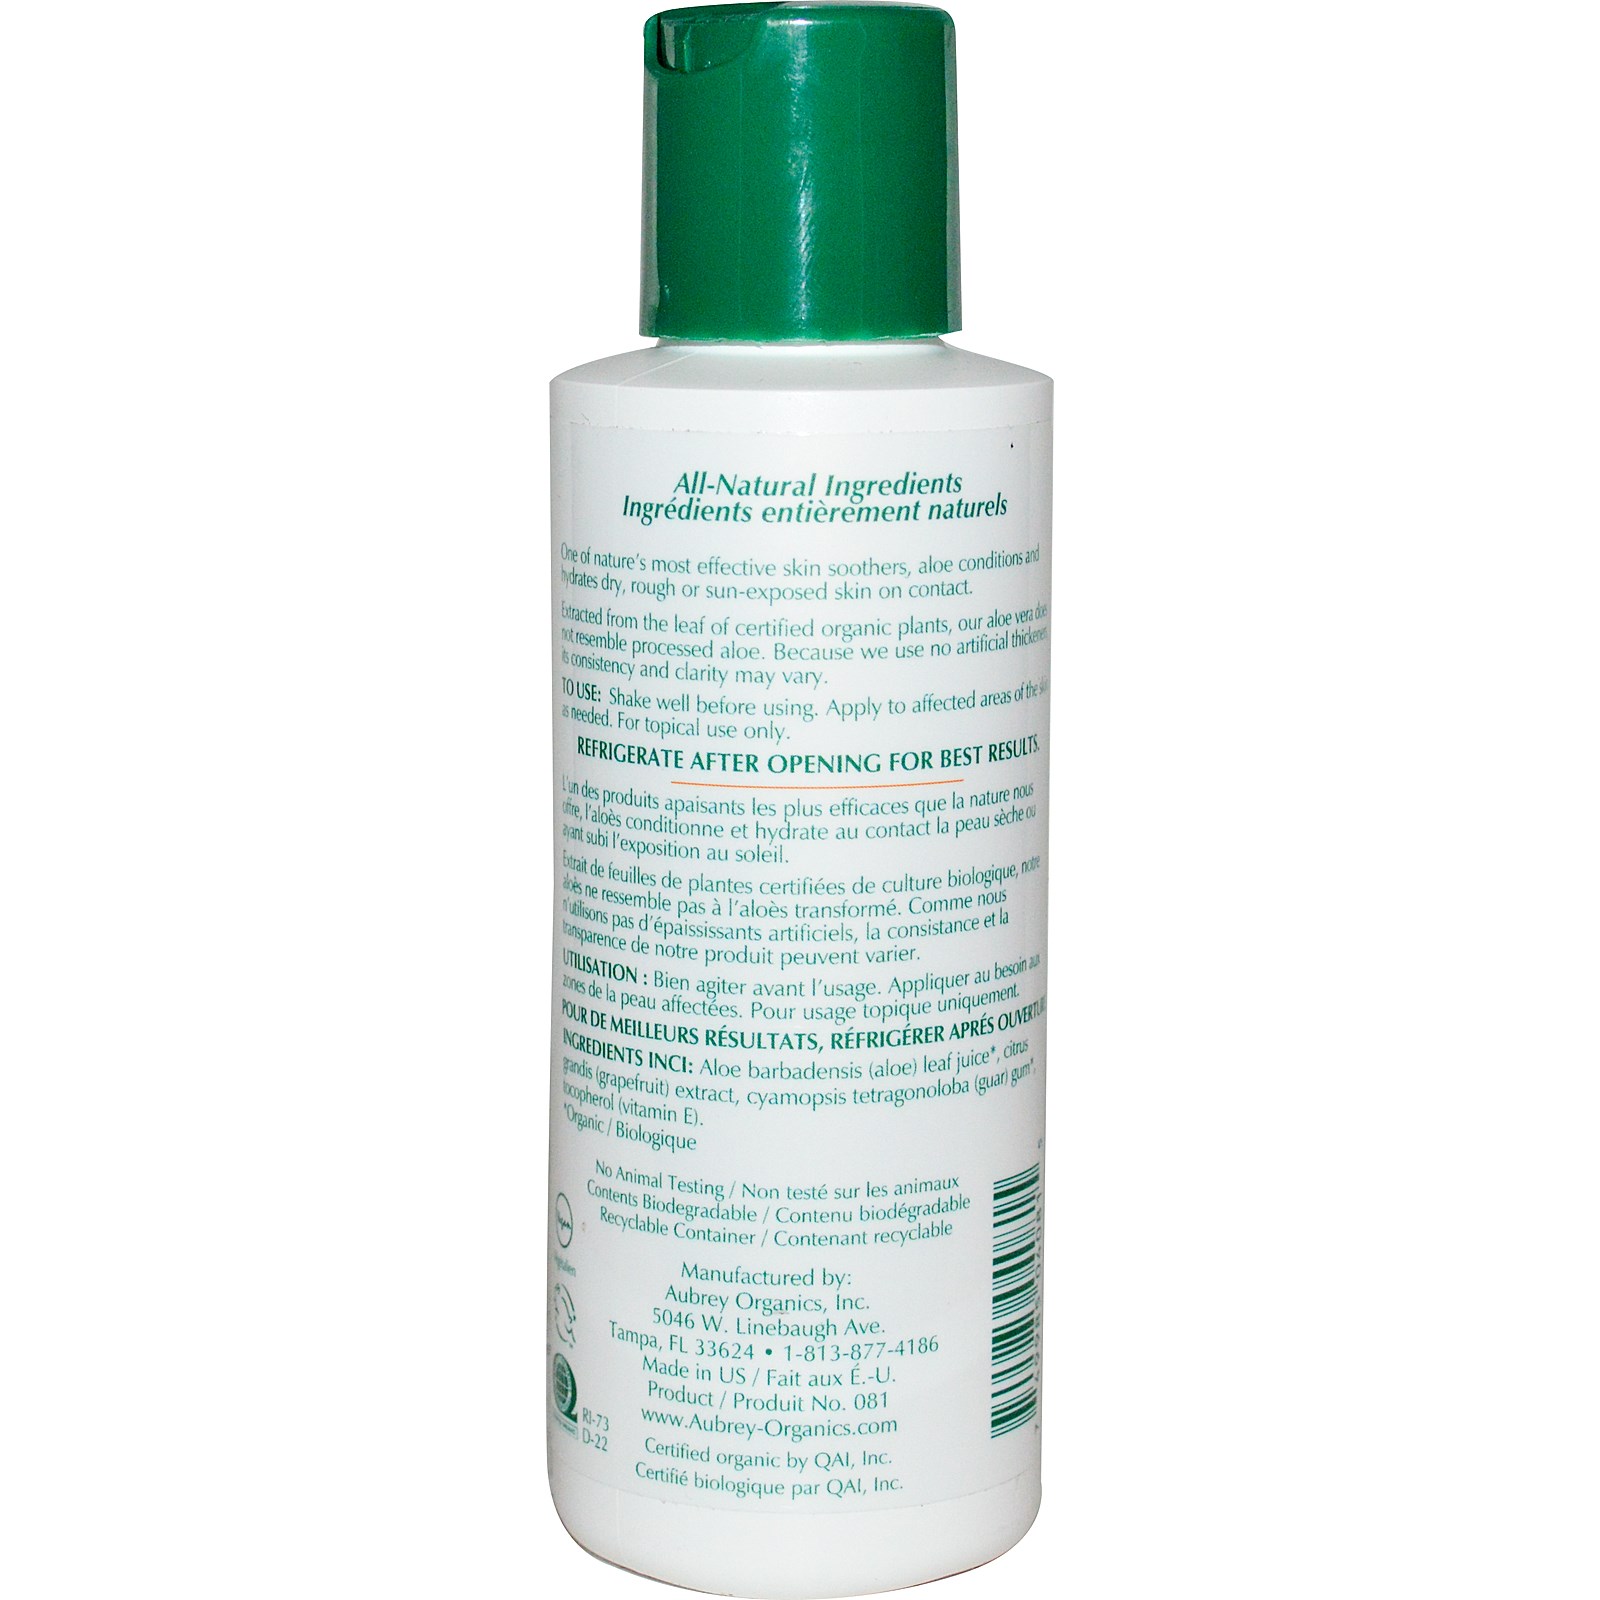 All-Natural Ingredients
Ingrédients entièrement naturels
One of nature's most effective skin soothers, aloe conditions and
hydrates dry, rough or sun-exposed skin on contact.
Extracted from the leaf of certified organic plants, our aloe vera does
not resemble processed aloe. Because we use no artificial thickeners,
its consistency and clarity may vary.
TO USE: Shake well before using. Apply to affected areas of the skin
as needed. For topical use only.
REFRIGERATE AFTER OPENING FOR BEST RESULTS.
L'un des produits apaisants les plus efficaces que la nature nous
offre, l'aloès conditionne et hydrate au contact la peau sèche ou
ayant subi l'exposition au soleil.
Extrait de feuilles de plantes certifiées de culture biologique, notre
aloès ne ressemble pas à l'aloès transformé. Comme nous
n'utilisons pas d'épaississants artificiels, la consistance et la
transparence de notre produit peuvent varier.
UTILISATION : Bien agiter avant l'usage. Appliquer au besoin aux
zones de la peau affectées. Pour usage topique uniquement.
POUR DE MEILLEURS RÉSULTATS, RÉFRIGÉRER APRÉS
INGREDIENTS INCI: Aloe barbadensis (aloe) leaf juice*, citrus
grandis (grapefruit) extract, cyamopsis tetragonoloba (guar) gum*,
tocopherol (vitamin E).
*Organic / Biologique
No Animal Testing / Non testé sur les animaux
Contents Biodegradable / Contenu biodégradable
Recyclable Container / Contenant recyclable
Manufactured by:
Aubrey Organics, Inc.
5046 W. Linebaugh Ave.
Tampa, FL 33624 • 1-813-877-4186
Made in US / Fait aux É.-U.
Product / Produit No. 081
www.Aubrey-Organics.com
Certified organic by QAI, Inc.
Certifié biologique par QAI, Inc.
RJ-73
D-22